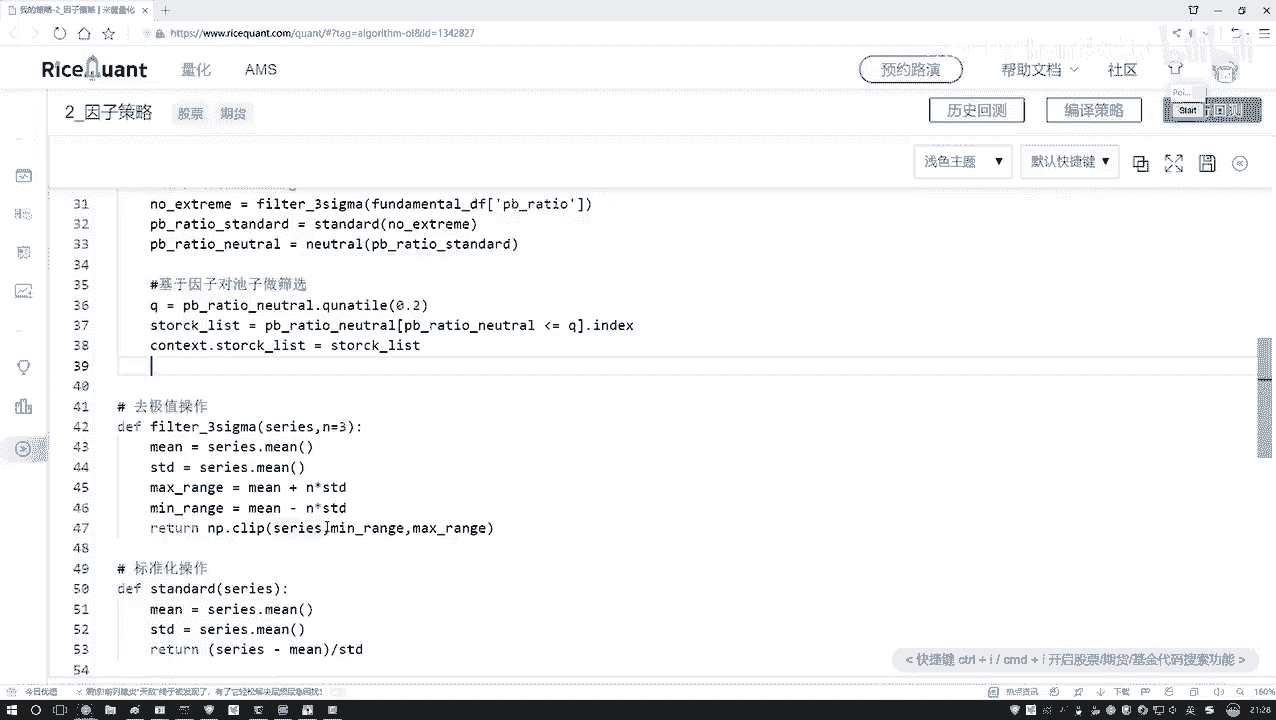 我的策略-2_因子策略 | 米筐量化
https://www.ricequant.com/quant/#?tag=algorithm-ol&id=1342827
RiceQuant 量化 AMS 预约路演 帮助文档 社区
2_因子策略 股票 期货 历史回测 编译策略
Poi...
Start
浅色主题 默认快捷键
31 no_extreme = filter_3sigma(fundamental_df['pb_ratio'])
32 pb_ratio_standard = standard(no_extreme)
33 pb_ratio_neutral = neutral(pb_ratio_standard)
34
35 #基于因子对池子做筛选
36 q = pb_ratio_neutral.qunatile(0.2)
37 storck_list = pb_ratio_neutral[pb_ratio_neutral <= q].index
38 context.storck_list = storck_list
39
40
41 # 去极值操作
42 def filter_3sigma(series,n=3):
43 mean = series.mean()
44 std = series.mean()
45 max_range = mean + n*std
46 min_range = mean - n*std
47 return np.clip(series,min_range,max_range)
48
49 # 标准化操作
50 def standard(series):
51 mean = series.mean()
52 std = series.mean()
53 return (series - mean)/std
54
< 快捷键 ctrl + i / cmd + i 开启股票/期货/基金代码搜索功能 >
今日优选
热点资讯 下载 160%
英 21:28